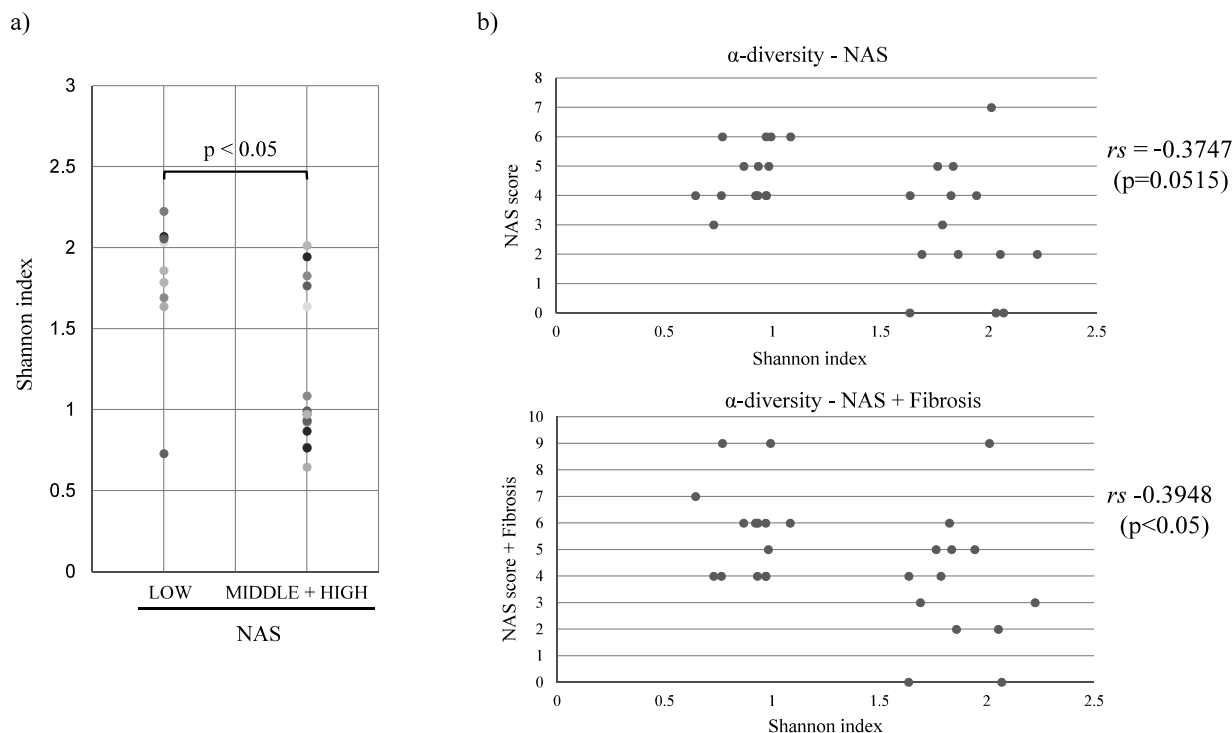 a)
3
2.5
2
1.5
1
0.5
0
Shannon index
p < 0.05
LOW
MIDDLE + HIGH
NAS
b)
α-diversity - NAS
8
7
6
5
4
3
2
1
0
NAS score
0
0.5
1
1.5
2
2.5
Shannon index
rs = -0.3747
(p=0.0515)
α-diversity - NAS + Fibrosis
10
9
8
7
6
5
4
3
2
1
0
NAS score + Fibrosis
0
0.5
1
1.5
2
2.5
Shannon index
rs -0.3948
(p<0.05)